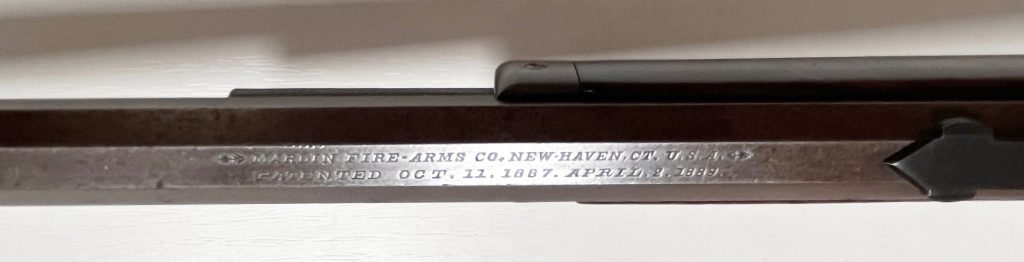 MARLIN FIRE-ARMS CO. NEW-HAVEN. CT. U.S.A.
PATENTED OCT. 11. 1887. APRIL. 2. 1889.